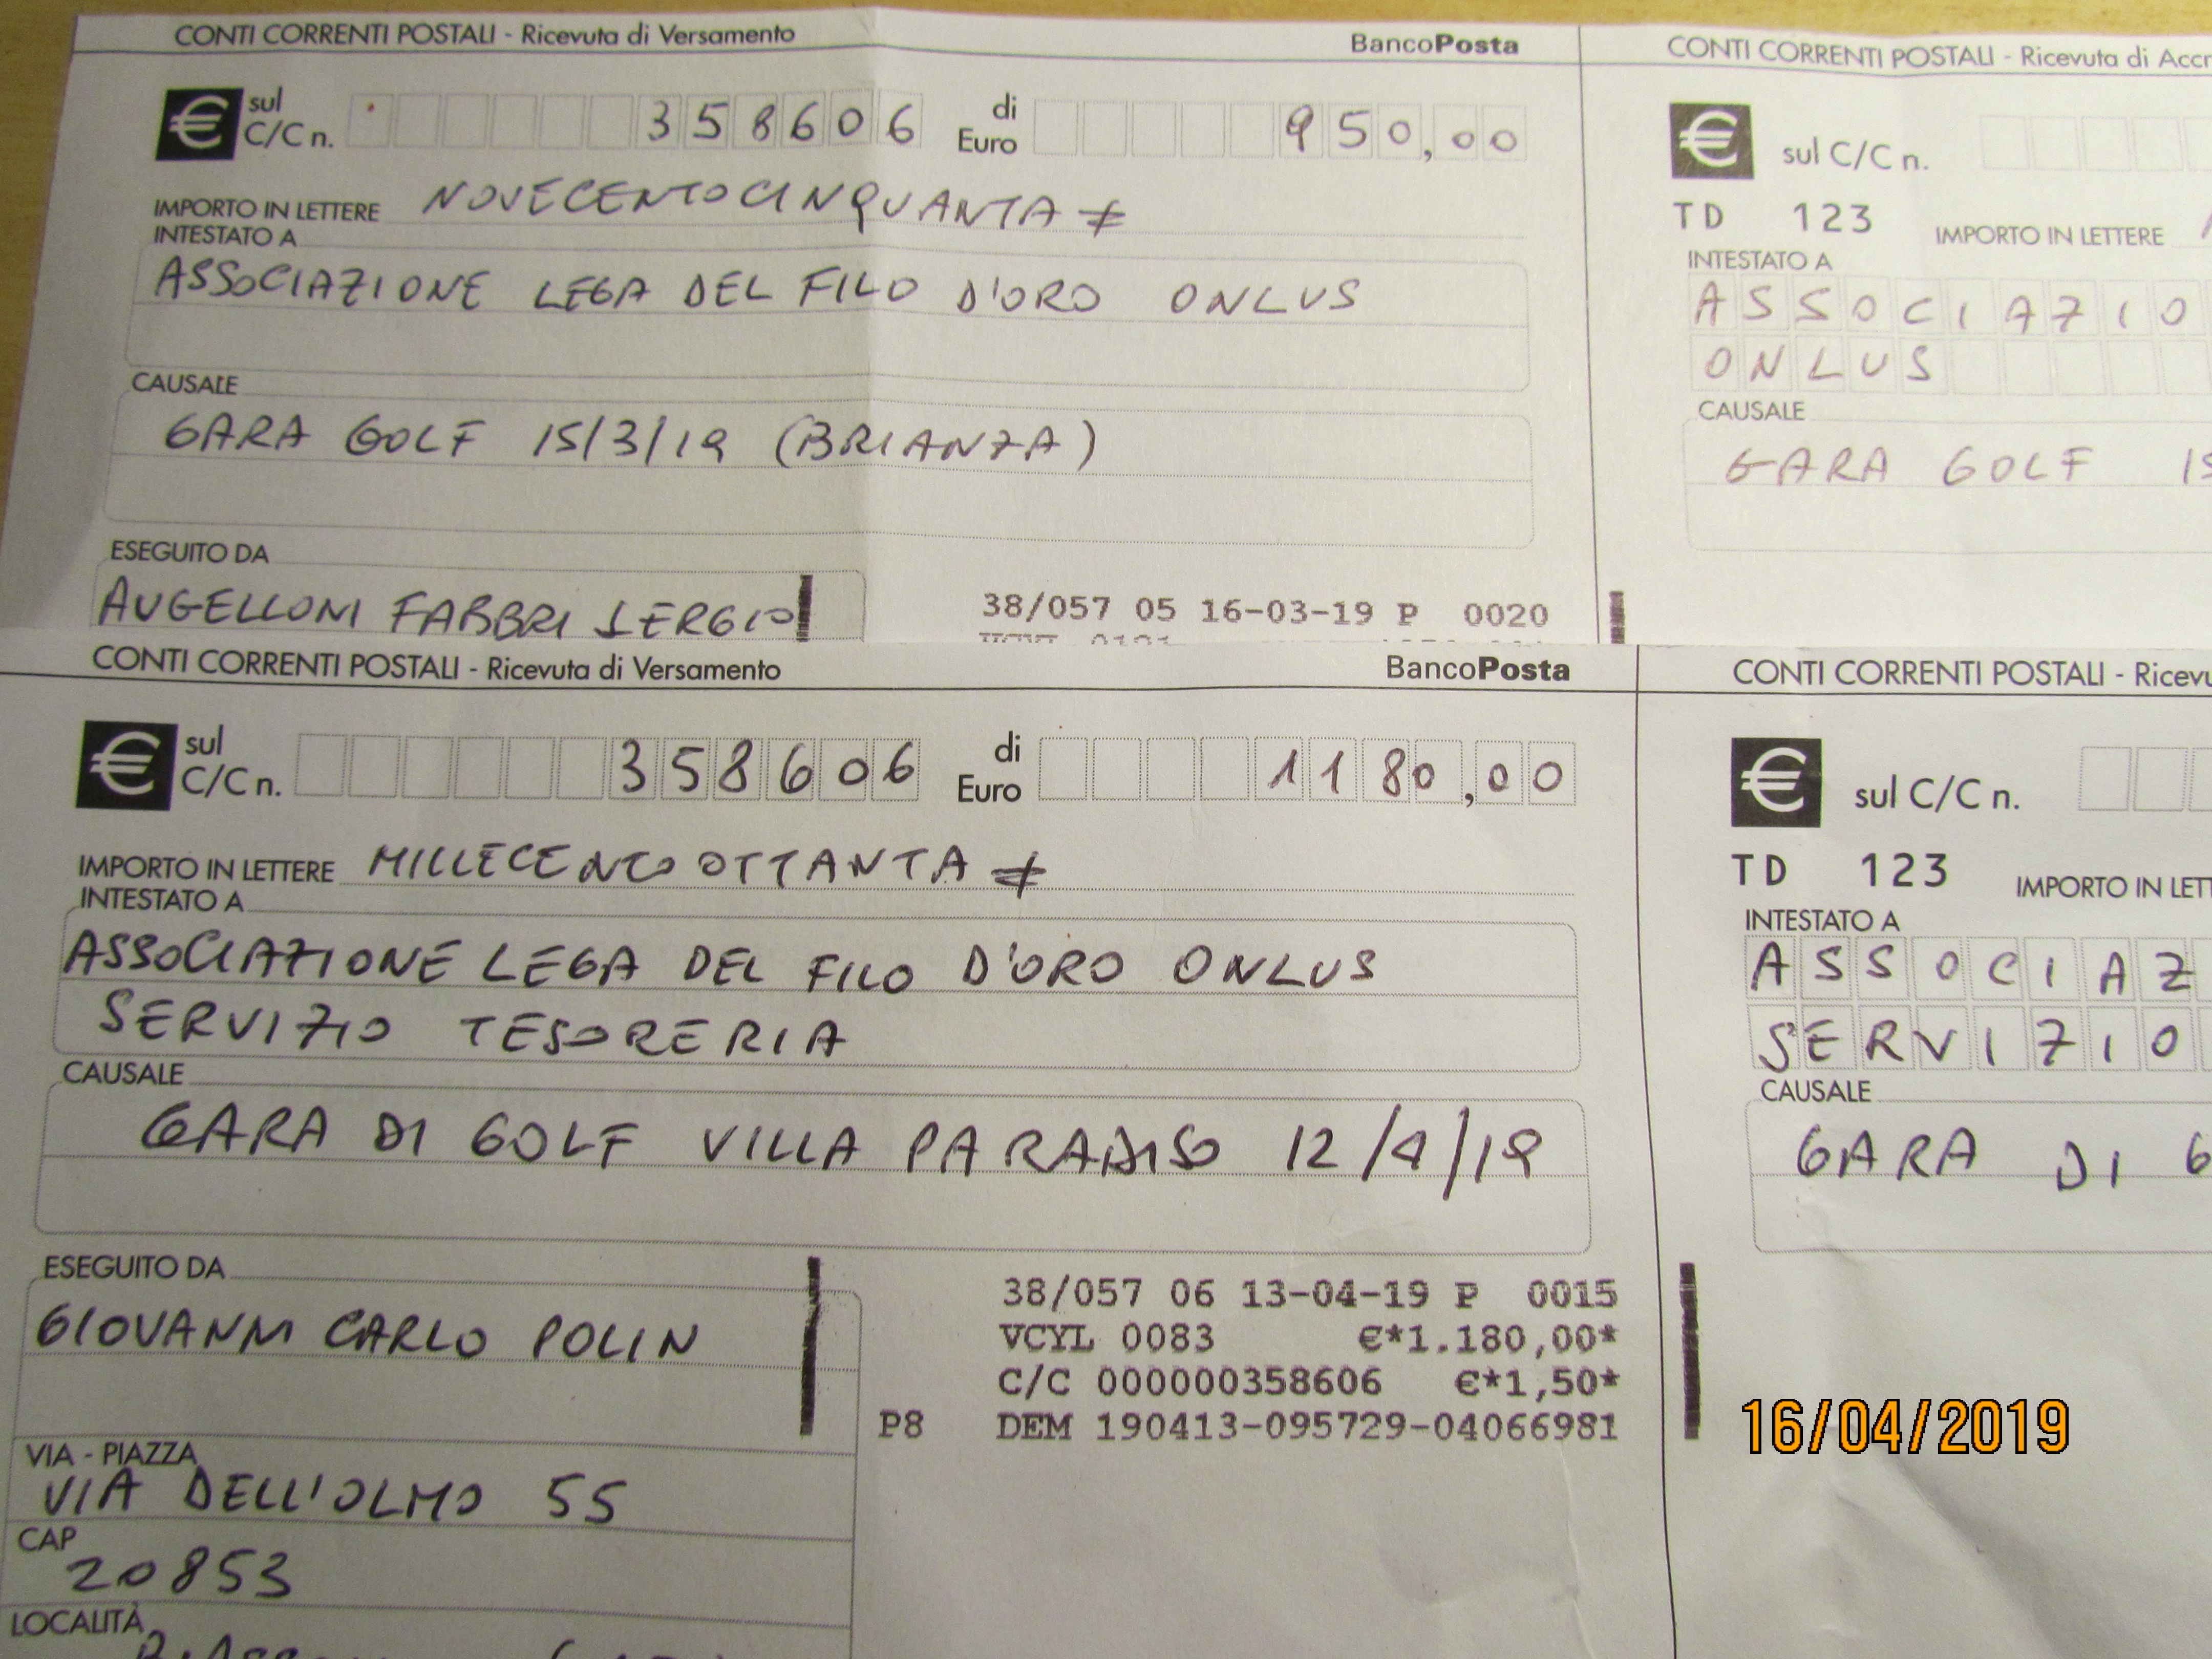 CONTI CORRENTI POSTALI - Ricevuta di Versamento BancoPosta
€ sul C/C n. 358606 di Euro 950,00
IMPORTO IN LETTERE NOVECENTOCINQUANTA ≠
INTESTATO A
ASSOCIAZIONE LEGA DEL FILO D'ORO ONLUS
CAUSALE
GARA GOLF 15/3/19 (BRIANZA)
ESEGUITO DA
AUGELLONI FABBRI SERGIO
38/057 05 16-03-19 P 0020
CONTI CORRENTI POSTALI - Ricevuta di Accr
€ sul C/C n.
TD 123 IMPORTO IN LETTERE
INTESTATO A
ASSOCIAZIO
ONLUS
CAUSALE
GARA GOLF 15
CONTI CORRENTI POSTALI - Ricevuta di Versamento BancoPosta
€ sul C/C n. 358606 di Euro 1180,00
IMPORTO IN LETTERE MILLECENTOOTTANTA ≠
INTESTATO A
ASSOCIAZIONE LEGA DEL FILO D'ORO ONLUS
SERVIZIO TESORERIA
CAUSALE
GARA DI GOLF VILLA PARADISO 12/4/19
ESEGUITO DA
GIOVANNI CARLO POLIN
VIA - PIAZZA
VIA DELL'OLMO 55
CAP
20853
LOCALITÀ
38/057 06 13-04-19 P 0015
VCYL 0083 €*1.180,00*
C/C 000000358606 €*1,50*
P8 DEM 190413-095729-04066981
CONTI CORRENTI POSTALI - Ricevu
€ sul C/C n.
TD 123 IMPORTO IN LETT
INTESTATO A
ASSOCIAZ
SERVIZIO
CAUSALE
GARA DI G
16/04/2019